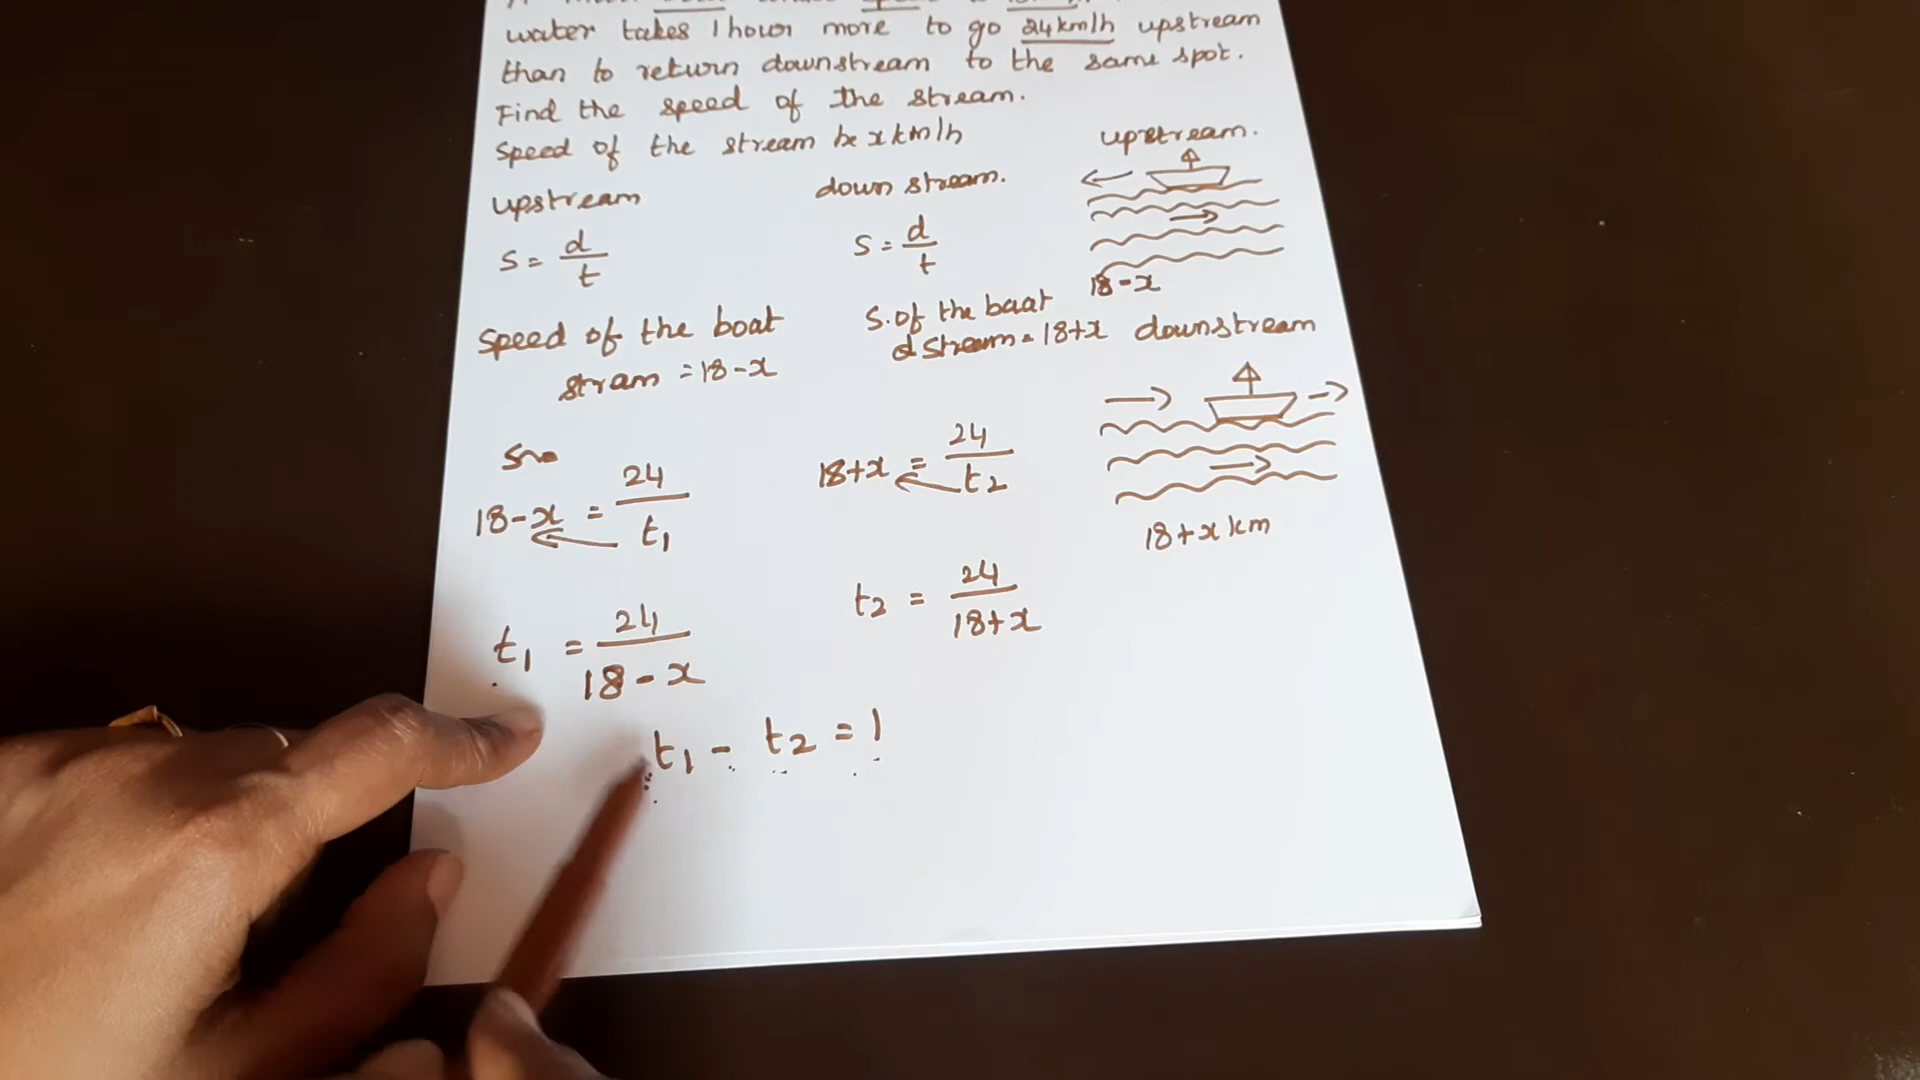 water takes 1 hour more to go 24km/h upstream
than to return downstream to the same spot.
Find the speed of the stream.
Speed of the stream be x km/h
upstream
s = d/t
speed of the boat
stram = 18-x
18-x = 24/t1
t1 = 24/18-x
down stream.
s = d/t
S. of the baat
d stream = 18+x
18+x = 24/t2
t2 = 24/18+x
t1 - t2 = 1
upstream.
18-x
downstream
18+x km